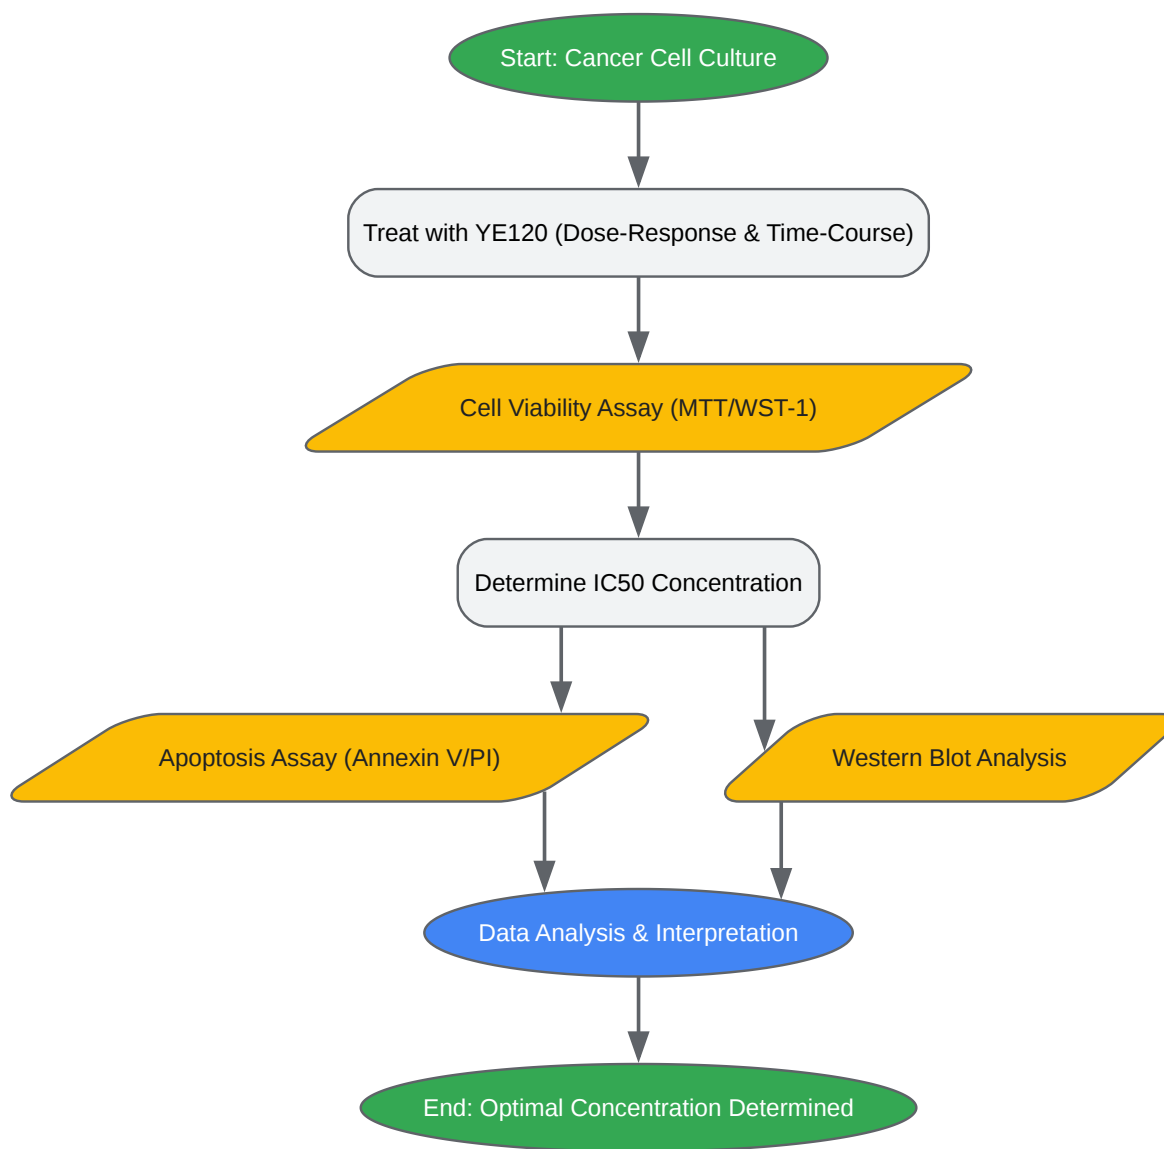 Start: Cancer Cell Culture
Treat with YE120 (Dose-Response & Time-Course)
Cell Viability Assay (MTT/WST-1)
Determine IC50 Concentration
Apoptosis Assay (Annexin V/PI)
Western Blot Analysis
Data Analysis & Interpretation
End: Optimal Concentration Determined